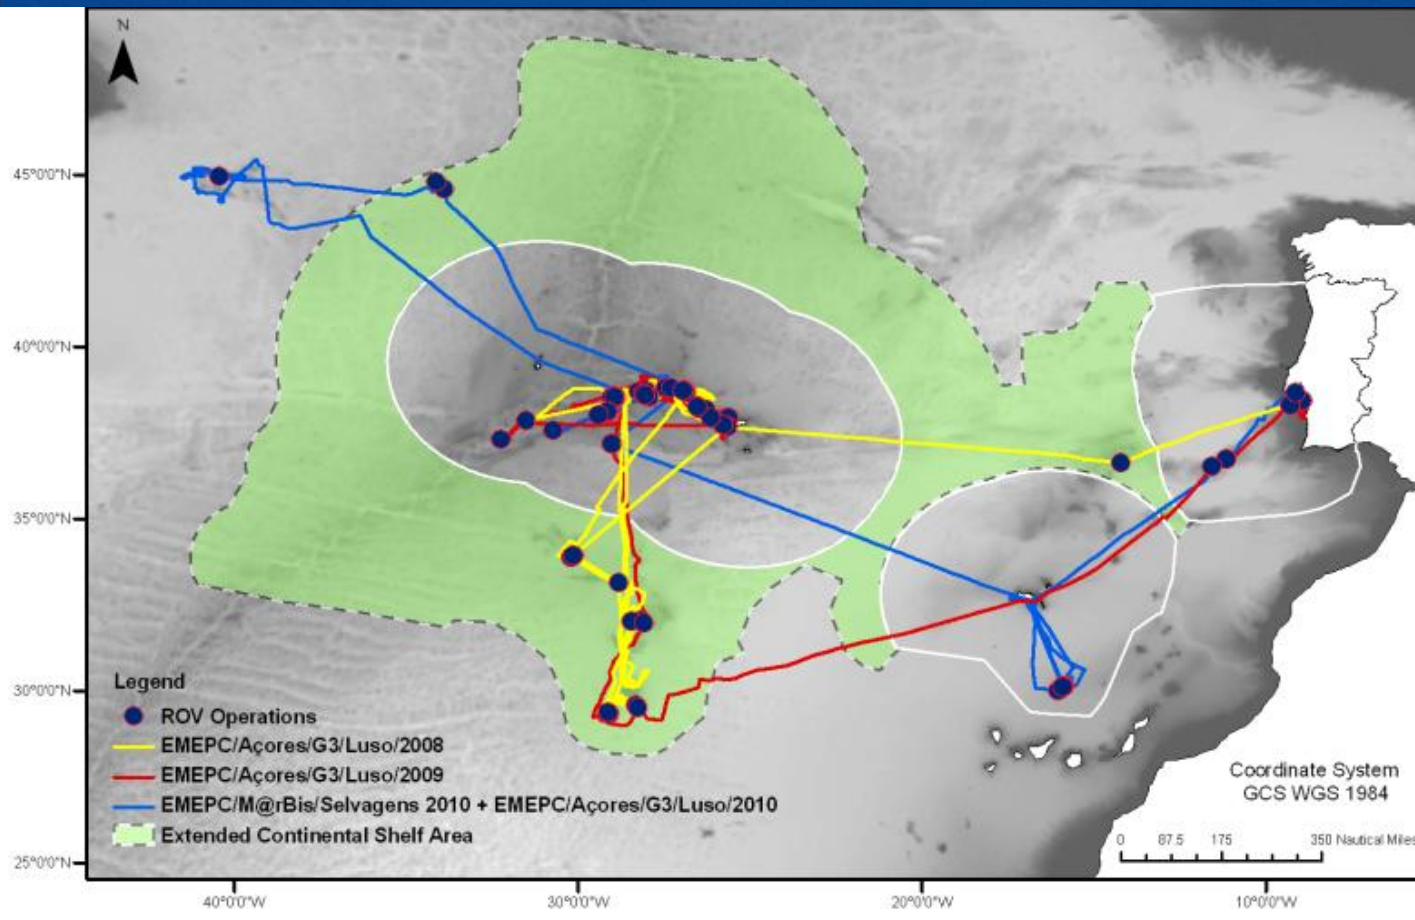 N
45°0'0"N
40°0'0"N
35°0'0"N
30°0'0"N
25°0'0"N
Legend
ROV Operations
EMEPC/Açores/G3/Luso/2008
EMEPC/Açores/G3/Luso/2009
EMEPC/M@rBis/Selvagens 2010 + EMEPC/Açores/G3/Luso/2010
Extended Continental Shelf Area
Coordinate System
GCS WGS 1984
0 87.5 175 350 Nautical Miles
40°0'0"W 30°0'0"W 20°0'0"W 10°0'0"W